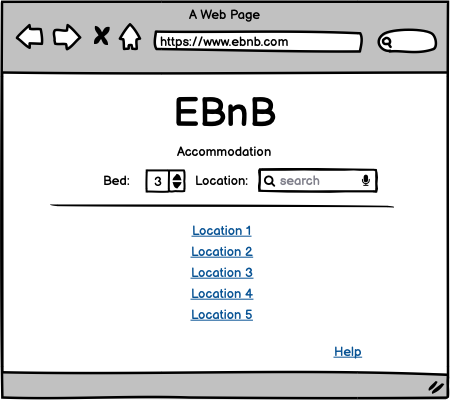 A Web Page
https://www.ebnb.com
EBnB
Accommodation
Bed: 3 Location: search
Location 1
Location 2
Location 3
Location 4
Location 5
Help